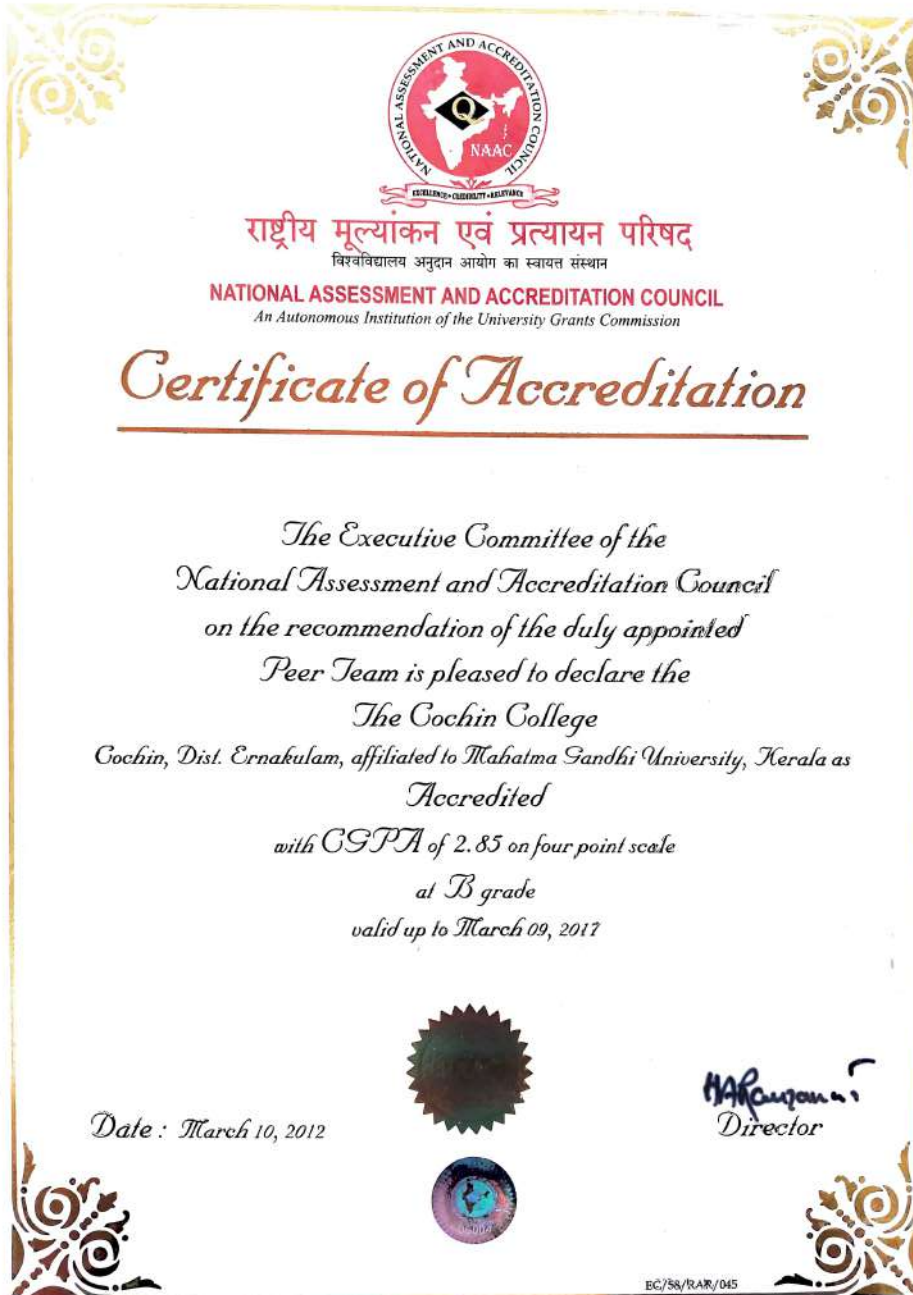 NATIONAL ASSESSMENT AND ACCREDITATION COUNCIL
Q
NAAC
EXCELLENCE • CREDIBILITY • RELEVANCE
राष्ट्रीय मूल्यांकन एवं प्रत्यायन परिषद
विश्वविद्यालय अनुदान आयोग का स्वायत्त संस्थान
NATIONAL ASSESSMENT AND ACCREDITATION COUNCIL
An Autonomous Institution of the University Grants Commission
Certificate of Accreditation
The Executive Committee of the
National Assessment and Accreditation Council
on the recommendation of the duly appointed
Peer Team is pleased to declare the
The Cochin College
Cochin, Dist. Ernakulam, affiliated to Mahatma Gandhi University, Kerala as
Accredited
with CGPA of 2.85 on four point scale
at B grade
valid up to March 09, 2017
Date : March 10, 2012
Director
EC/58/RAR/045